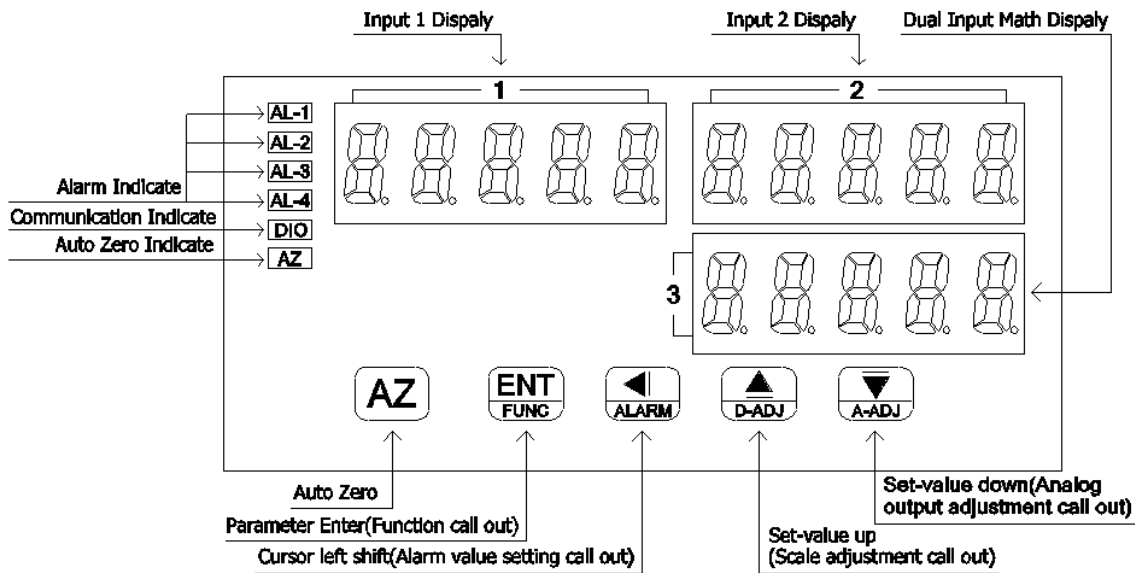 Input 1 Dispaly
Input 2 Dispaly
Dual Input Math Dispaly
1
2
AL-1
AL-2
AL-3
Alarm Indicate
AL-4
Communication Indicate
DIO
Auto Zero Indicate
AZ
3
AZ
ENT
FUNC
ALARM
D-ADJ
A-ADJ
Auto Zero
Parameter Enter(Function call out)
Cursor left shift(Alarm value setting call out)
Set-value up
(Scale adjustment call out)
Set-value down(Analog
output adjustment call out)